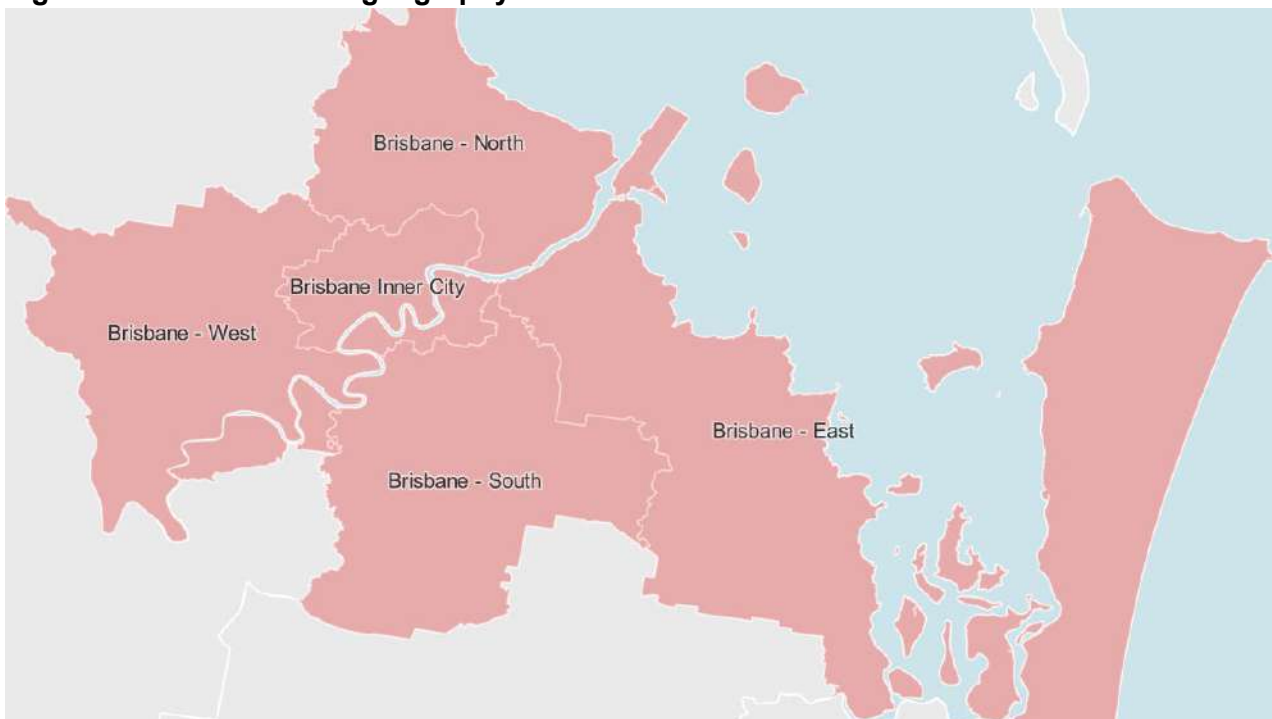 Brisbane - North
Brisbane Inner City
Brisbane - West
Brisbane - East
Brisbane - South